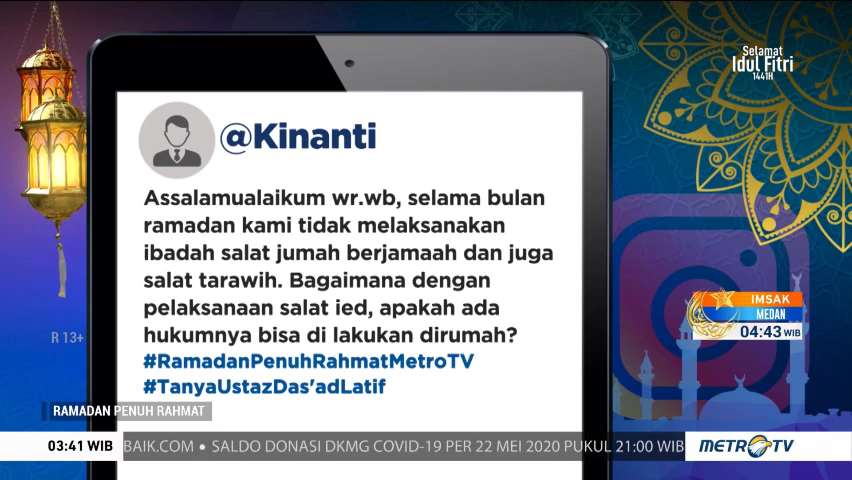 Selamat
Idul Fitri
1441H
@Kinanti
Assalamualaikum wr.wb, selama bulan
ramadan kami tidak melaksanakan
ibadah salat jumah berjamaah dan juga
salat tarawih. Bagaimana dengan
pelaksanaan salat ied, apakah ada
hukumnya bisa di lakukan dirumah?
#RamadanPenuhRahmatMetroTV
#TanyaUstazDas'adLatif
IMSAK
MEDAN
04:43 WIB
R 13+
RAMADAN PENUH RAHMAT
03:41 WIB
BAIK.COM • SALDO DONASI DKMG COVID-19 PER 22 MEI 2020 PUKUL 21:00 WIB
METRO TV